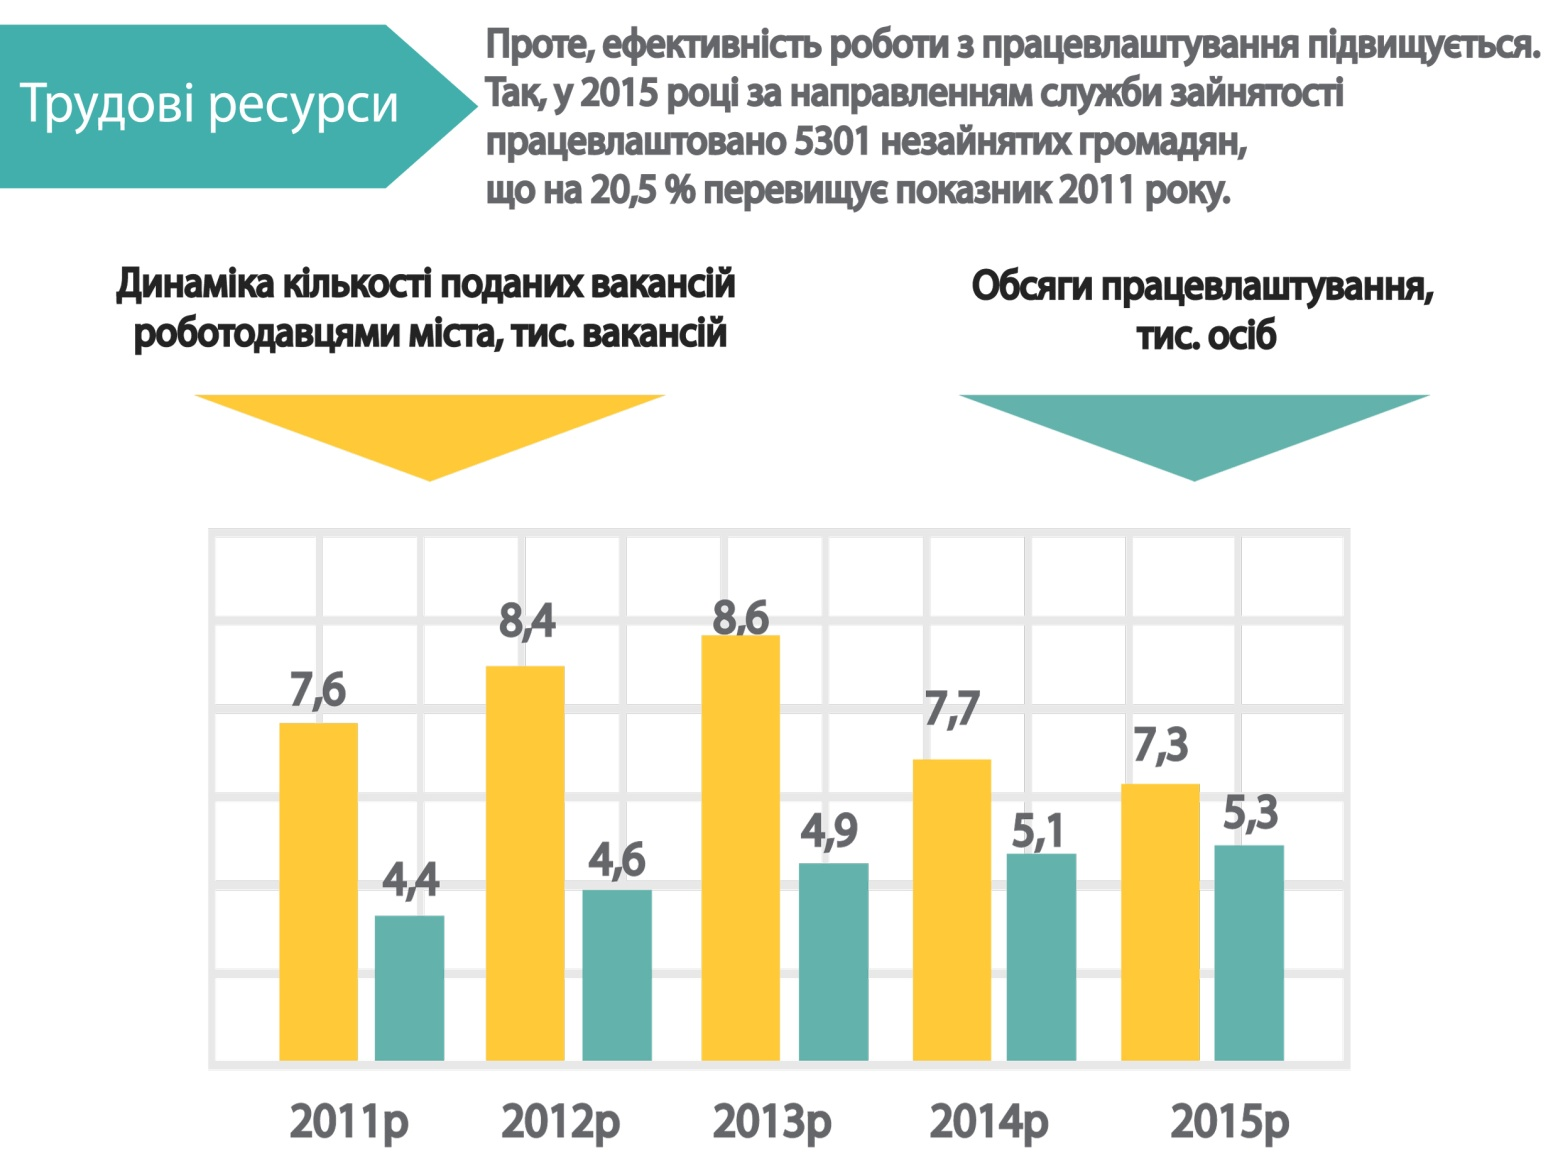 Трудові ресурси
Проте, ефективність роботи з працевлаштування підвищується.
Так, у 2015 році за направленням служби зайнятості
працевлаштовано 5301 незайнятих громадян,
що на 20,5 % перевищує показник 2011 року.
Динаміка кількості поданих вакансій
роботодавцями міста, тис. вакансій
Обсяги працевлаштування,
тис. осіб
7,6
4,4
8,4
4,6
8,6
4,9
7,7
5,1
7,3
5,3
2011р
2012р
2013р
2014р
2015р